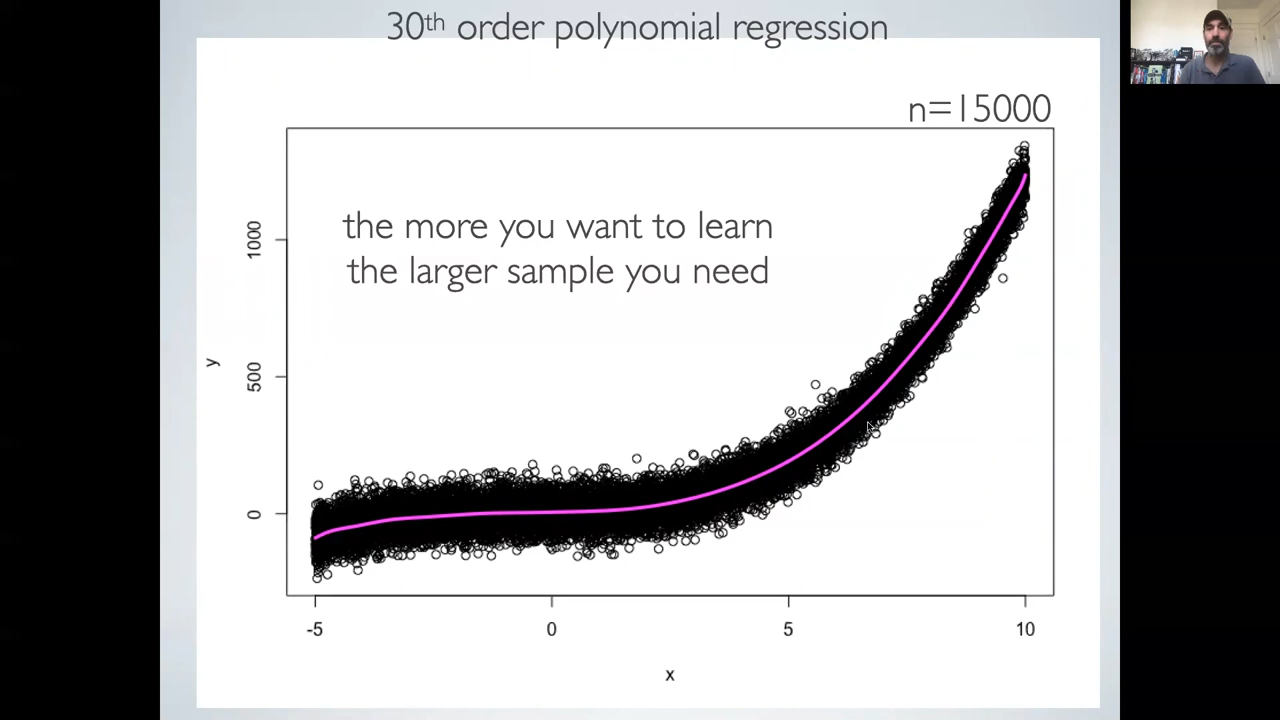 30th order polynomial regression
n=15000
the more you want to learn
the larger sample you need
1000
500
0
y
-5 0 5 10
x